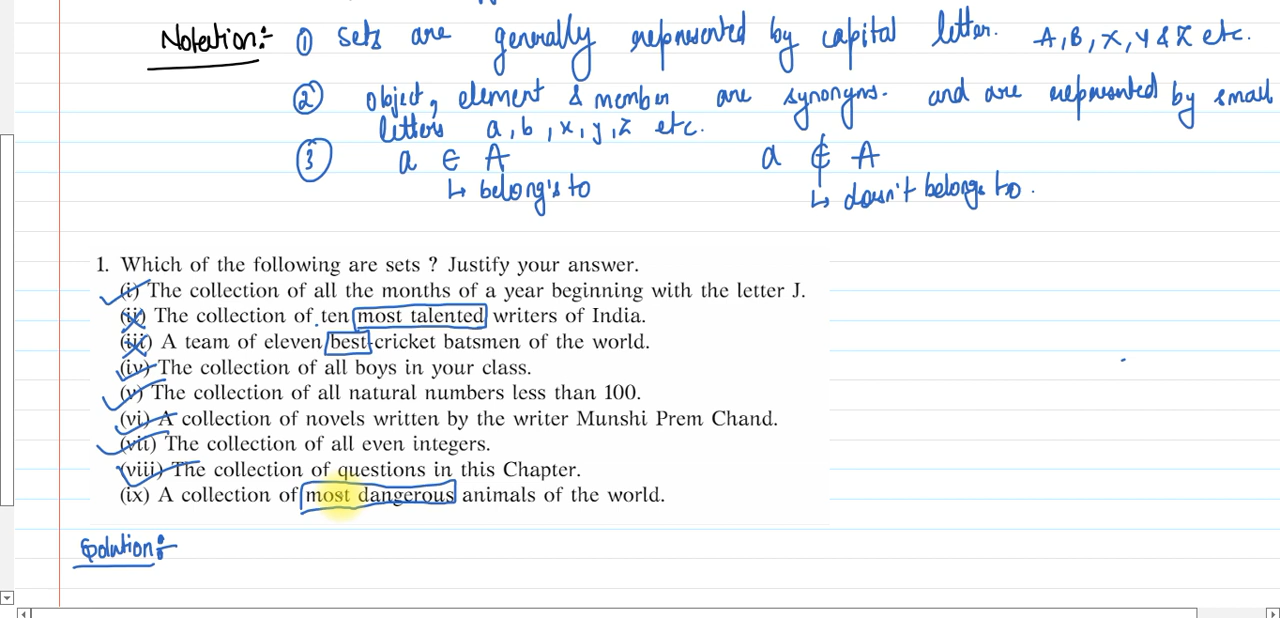 Notation:- ① Sets are generally represented by capital letter. A, B, X, Y & Z etc.
② object, element & member are synonyms. and are represented by small
letters a, b, x, y, z etc.
③ a ∈ A a ∉ A
↳ belong's to ↳ doesn't belongs to.
1. Which of the following are sets ? Justify your answer.
(i) The collection of all the months of a year beginning with the letter J.
(ii) The collection of ten most talented writers of India.
(iii) A team of eleven best-cricket batsmen of the world.
(iv) The collection of all boys in your class.
(v) The collection of all natural numbers less than 100.
(vi) A collection of novels written by the writer Munshi Prem Chand.
(vii) The collection of all even integers.
(viii) The collection of questions in this Chapter.
(ix) A collection of most dangerous animals of the world.
Solution:-